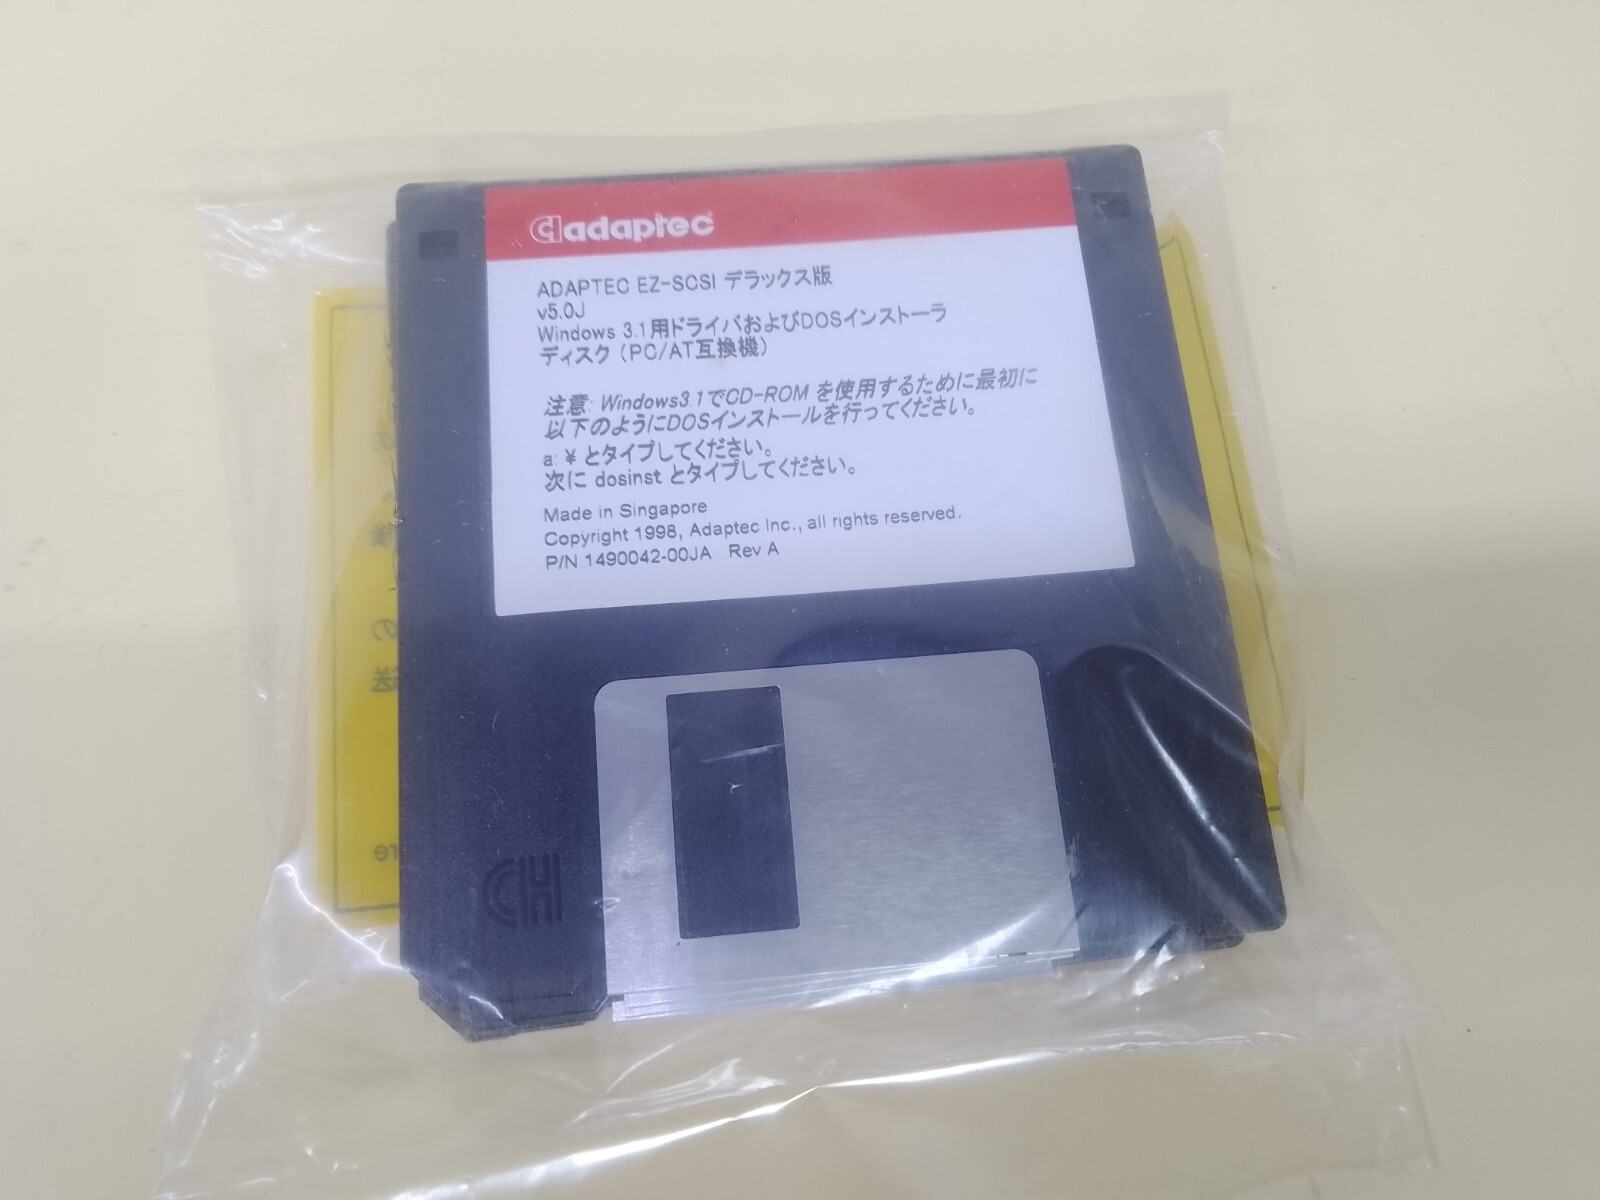 adaptec
ADAPTEC EZ-SCSI デラックス版
v5.0J
Windows 3.1用ドライバおよびDOSインストーラ
ディスク (PC/AT互換機)
注意: Windows3.1でCD-ROM を使用するために最初に
以下のようにDOSインストールを行ってください。
a: ¥ とタイプしてください。
次に dosinst とタイプしてください。
Made in Singapore
Copyright 1998, Adaptec Inc., all rights reserved.
P/N 1490042-00JA Rev A
CH